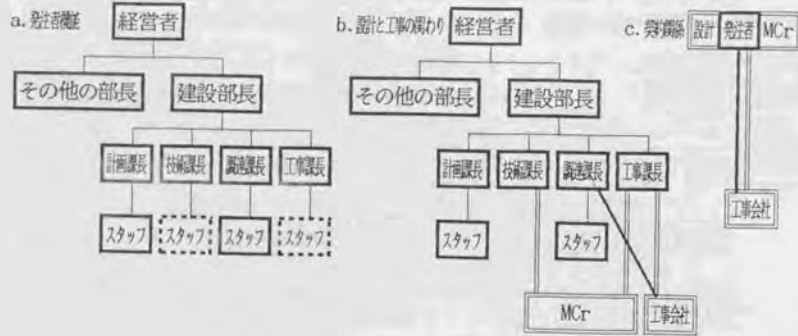 a.発注者機能
経営者
その他の部長
建設部長
計画課長
技術課長
調達課長
工事課長
スタッフ
スタッフ
スタッフ
スタッフ
b.設計と工事の関わり
経営者
その他の部長
建設部長
計画課長
技術課長
調達課長
工事課長
スタッフ
スタッフ
MCr
工事会社
c.契約関係
設計
発注者
MCr
工事会社